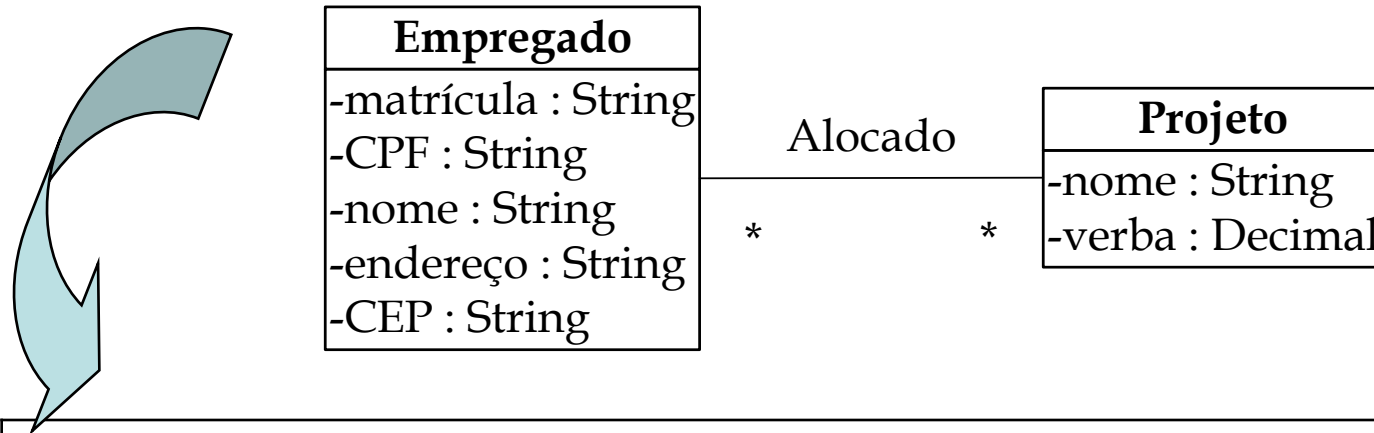 Empregado
-matrícula : String
-CPF : String
-nome : String
-endereço : String
-CEP : String
Alocado
* *
Projeto
-nome : String
-verba : Decimal